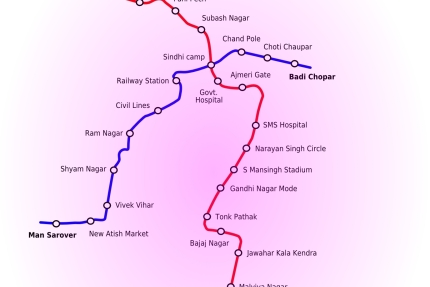 Subash Nagar
Chand Pole
Choti Chaupar
Sindhi camp
Badi Chopar
Railway Station
Ajmeri Gate
Govt.
Hospital
Civil Lines
SMS Hospital
Ram Nagar
Narayan Singh Circle
Shyam Nagar
S Mansingh Stadium
Gandhi Nagar Mode
Vivek Vihar
Tonk Pathak
Man Sarover
New Atish Market
Bajaj Nagar
Jawahar Kala Kendra
Malviya Nagar